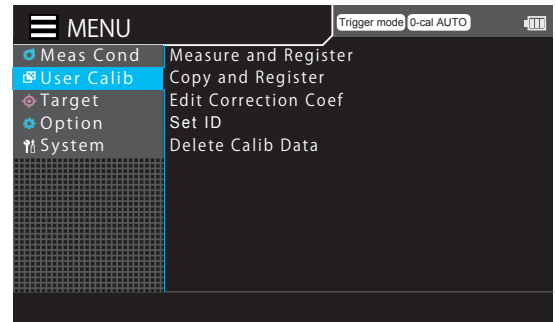 MENU
Trigger mode 0-cal AUTO
Meas Cond
User Calib
Target
Option
System
Measure and Register
Copy and Register
Edit Correction Coef
Set ID
Delete Calib Data